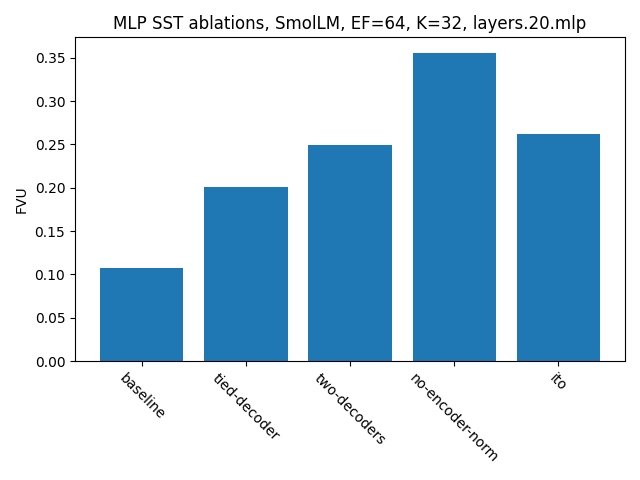 MLP SST ablations, SmolLM, EF=64, K=32, layers.20.mlp
FVU
0.35
0.30
0.25
0.20
0.15
0.10
0.05
0.00
baseline
tied-decoder
two-decoders
no-encoder-norm
ito